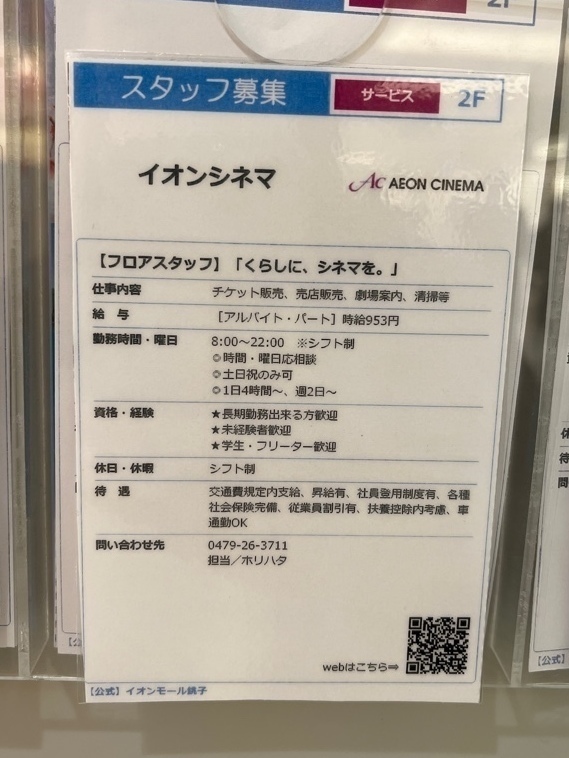 スタッフ募集 サービス 2F
イオンシネマ Ac AEON CINEMA
【フロアスタッフ】「くらしに、シネマを。」
仕事内容 チケット販売、売店販売、劇場案内、清掃等
給 与 [アルバイト・パート]時給953円
勤務時間・曜日 8:00～22:00 ※シフト制
◎時間・曜日応相談
◎土日祝のみ可
◎1日4時間～、週2日～
資格・経験 ★長期勤務出来る方歓迎
★未経験者歓迎
★学生・フリーター歓迎
休日・休暇 シフト制
待 遇 交通費規定内支給、昇給有、社員登用制度有、各種
社会保険完備、従業員割引有、扶養控除内考慮、車
通勤OK
問い合わせ先 0479-26-3711
担当／ホリハタ
webはこちら⇒
【公式】イオンモール銚子
2F
【公式】